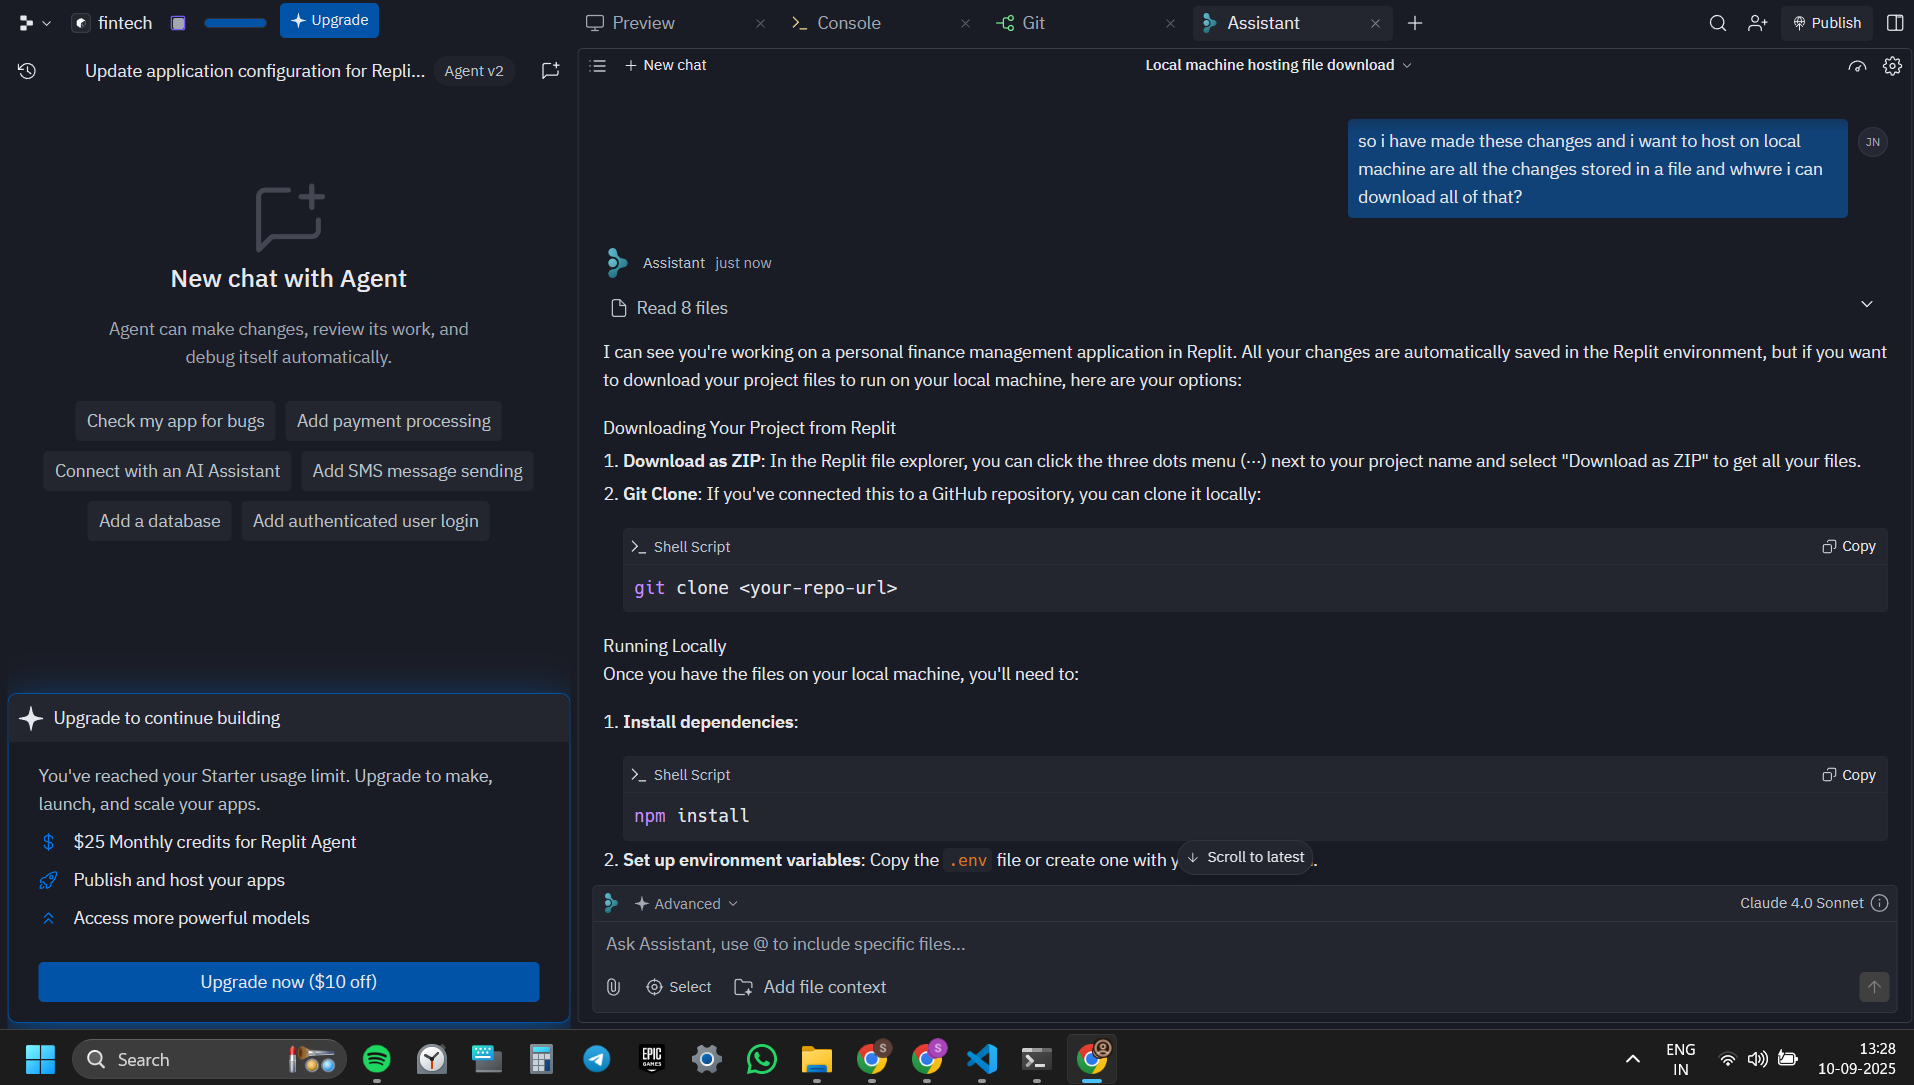 fintech
Upgrade
Preview
Console
Git
Assistant
Publish
Update application configuration for Repli...
Agent v2
New chat
Local machine hosting file download
so i have made these changes and i want to host on local
machine are all the changes stored in a file and whwre i can
download all of that?
JN
New chat with Agent
Agent can make changes, review its work, and
debug itself automatically.
Check my app for bugs
Add payment processing
Connect with an AI Assistant
Add SMS message sending
Add a database
Add authenticated user login
Assistant just now
Read 8 files
I can see you're working on a personal finance management application in Replit. All your changes are automatically saved in the Replit environment, but if you want
to download your project files to run on your local machine, here are your options:
Downloading Your Project from Replit
1. Download as ZIP: In the Replit file explorer, you can click the three dots menu (⋯) next to your project name and select "Download as ZIP" to get all your files.
2. Git Clone: If you've connected this to a GitHub repository, you can clone it locally:
Shell Script
Copy
git clone <your-repo-url>
Running Locally
Once you have the files on your local machine, you'll need to:
1. Install dependencies:
Shell Script
Copy
npm install
2. Set up environment variables: Copy the .env file or create one with y
Scroll to latest
.
Upgrade to continue building
You've reached your Starter usage limit. Upgrade to make,
launch, and scale your apps.
$25 Monthly credits for Replit Agent
Publish and host your apps
Access more powerful models
Upgrade now ($10 off)
Advanced
Claude 4.0 Sonnet
Ask Assistant, use @ to include specific files...
Select
Add file context
Search
EPIC
GAMES
S
S
ENG
IN
13:28
10-09-2025